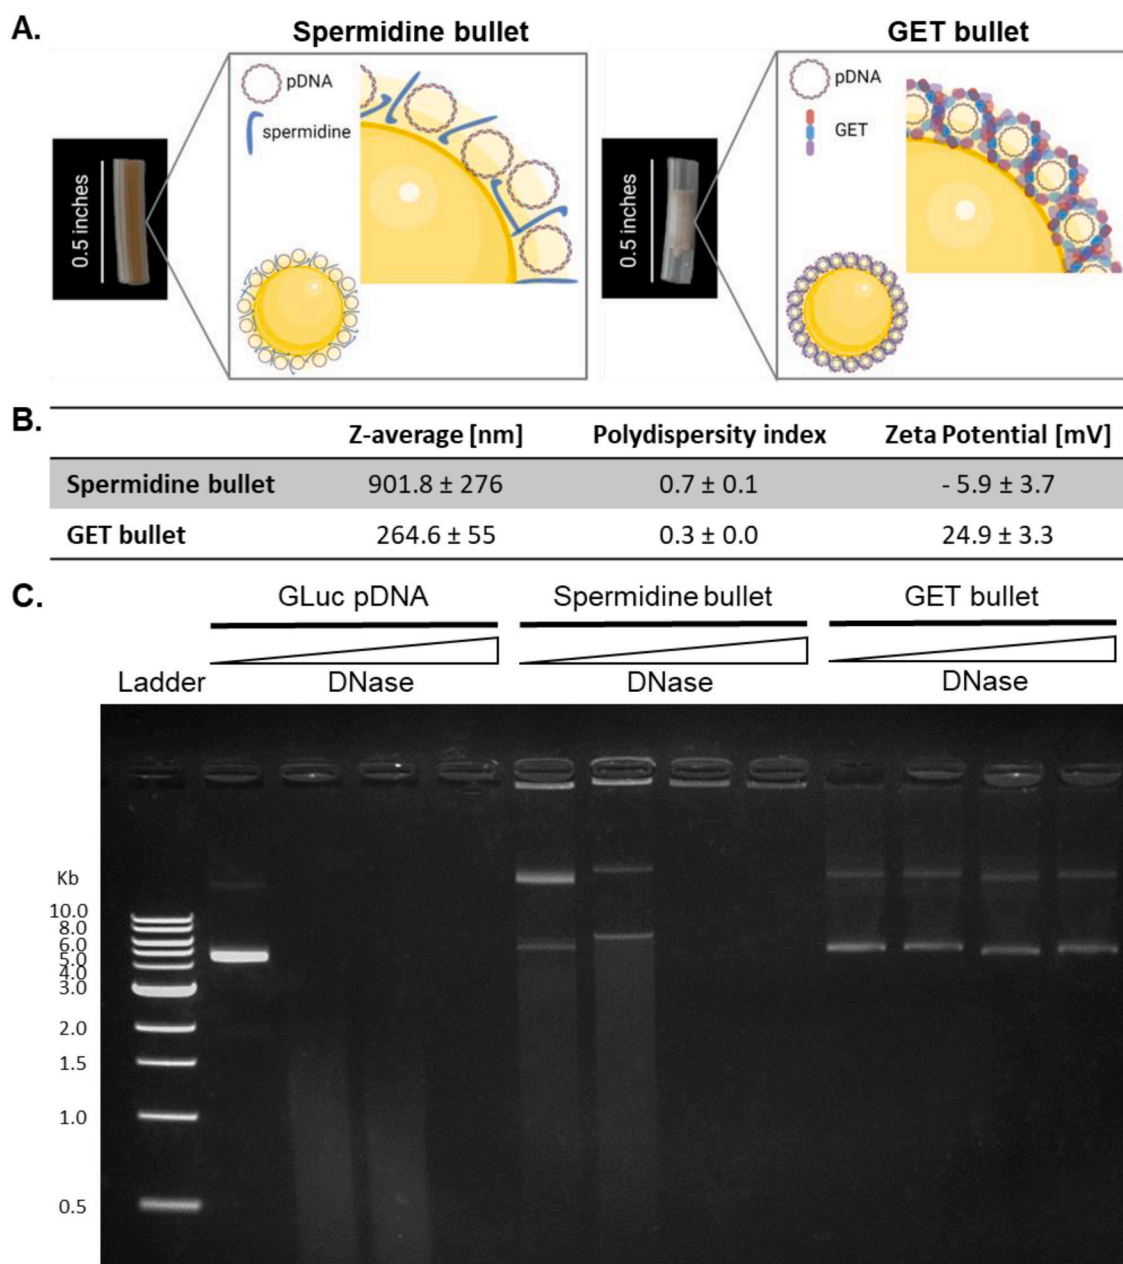 A.
Spermidine bullet
GET bullet
0.5 inches
pDNA
spermidine
0.5 inches
pDNA
GET
B.
Z-average [nm] Polydispersity index Zeta Potential [mV]
Spermidine bullet 901.8 ± 276 0.7 ± 0.1 - 5.9 ± 3.7
GET bullet 264.6 ± 55 0.3 ± 0.0 24.9 ± 3.3
C.
GLuc pDNA Spermidine bullet GET bullet
Ladder DNase DNase DNase
Kb
10.0
8.0
6.0
5.0
4.0
3.0
2.0
1.5
1.0
0.5